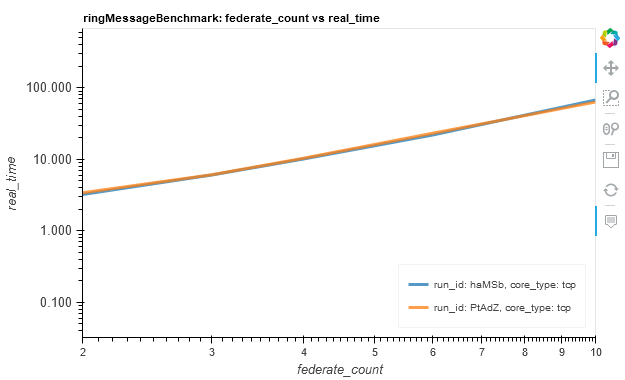 ringMessageBenchmark: federate_count vs real_time
real_time
100.000
10.000
1.000
0.100
run_id: haMSb, core_type: tcp
run_id: PtAdZ, core_type: tcp
2 3 4 5 6 7 8 9 10
federate_count